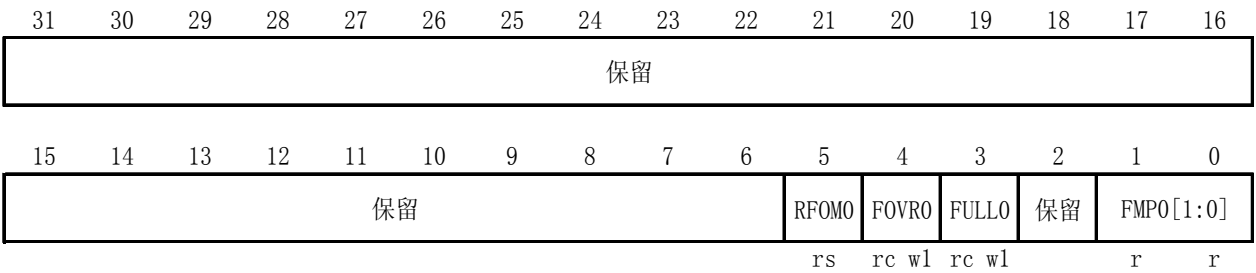 31 30 29 28 27 26 25 24 23 22 21 20 19 18 17 16
保留
15 14 13 12 11 10 9 8 7 6 5 4 3 2 1 0
保留 RFOM0 FOVR0 FULL0 保留 FMP0[1:0]
rs rc w1 rc w1 r r